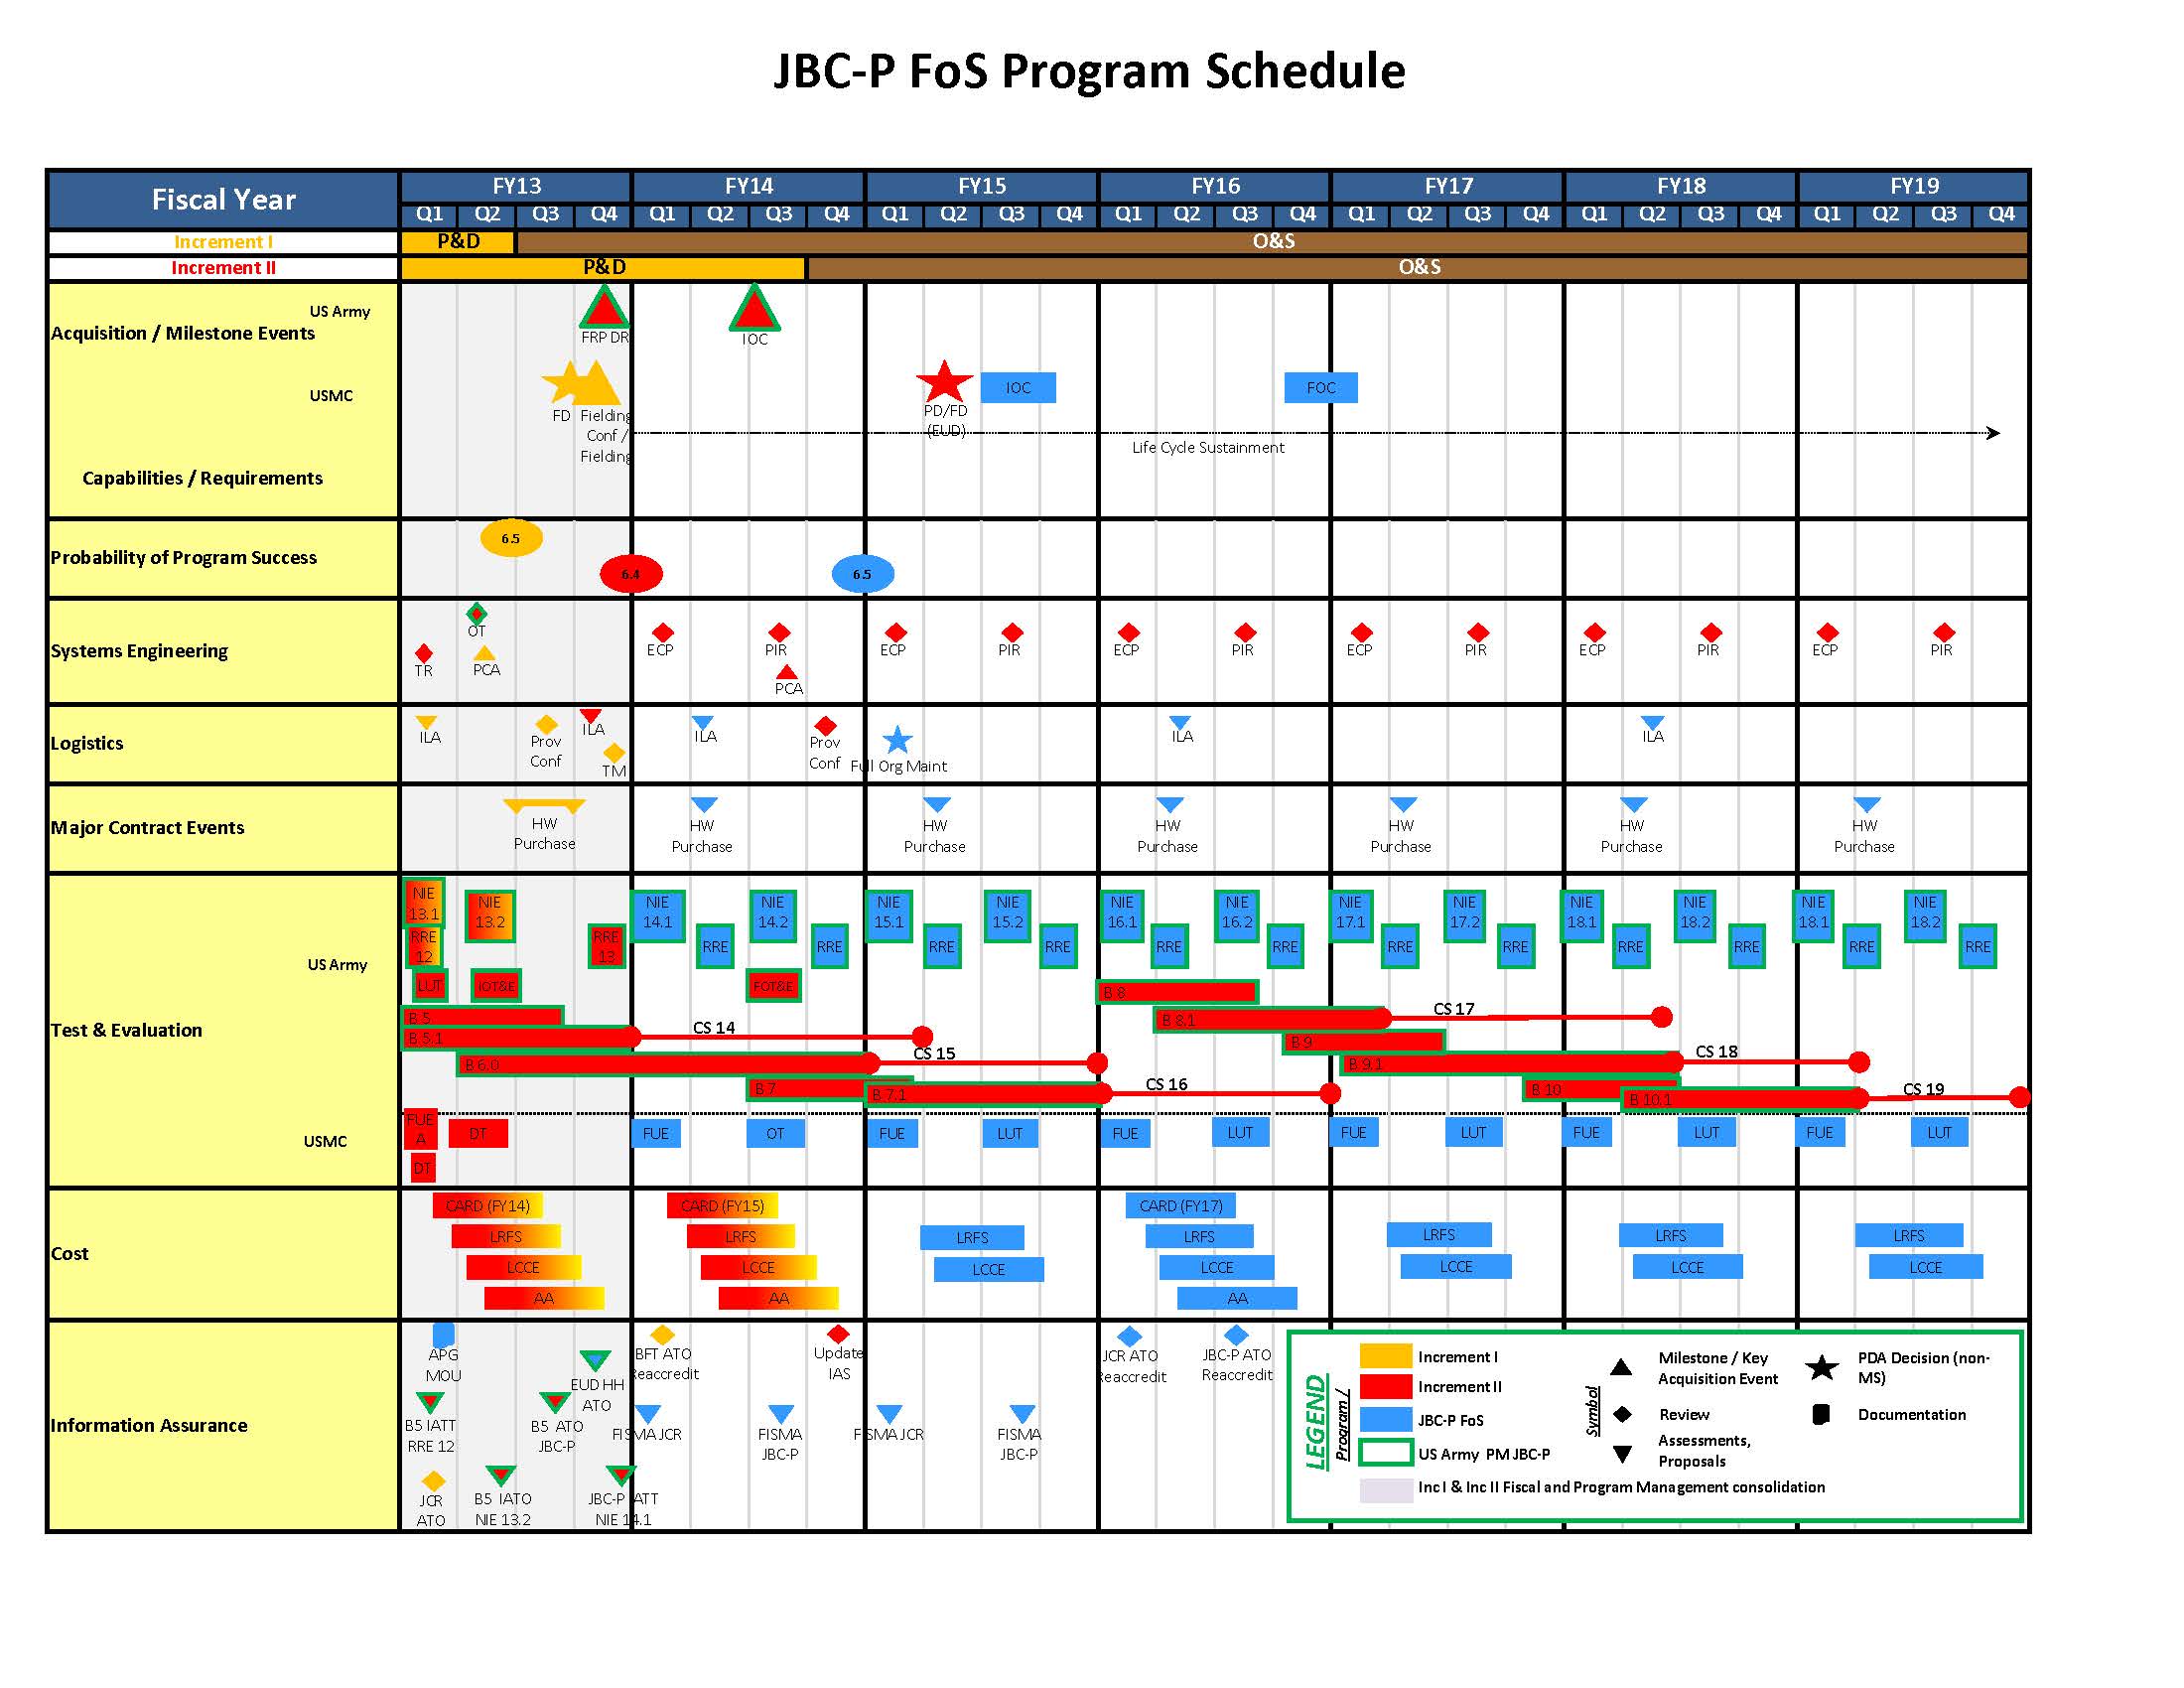 JBC-P FoS Program Schedule
Fiscal Year
FY13 FY14 FY15 FY16 FY17 FY18 FY19
Q1 Q2 Q3 Q4 Q1 Q2 Q3 Q4 Q1 Q2 Q3 Q4 Q1 Q2 Q3 Q4 Q1 Q2 Q3 Q4 Q1 Q2 Q3 Q4 Q1 Q2 Q3 Q4
Increment I P&D O&S
Increment II P&D O&S
US Army
Acquisition / Milestone Events
FRP DR IOC
USMC
FD Fielding
Conf /
Fielding
PD/FD
(EUD)
IOC FOC
Life Cycle Sustainment
Capabilities / Requirements
Probability of Program Success
6.5
6.4 6.5
Systems Engineering
OT
TR PCA
ECP PIR ECP PIR ECP PIR ECP PIR ECP PIR ECP PIR
PCA
Logistics
ILA
Prov
Conf
ILA
TM
ILA
Prov
Conf
Full Org Maint
ILA ILA
Major Contract Events
HW
Purchase
HW
Purchase
HW
Purchase
HW
Purchase
HW
Purchase
HW
Purchase
HW
Purchase
Test & Evaluation
US Army
NIE
13.1
NIE
13.2
NIE
14.1
NIE
14.2
NIE
15.1
NIE
15.2
NIE
16.1
NIE
16.2
NIE
17.1
NIE
17.2
NIE
18.1
NIE
18.2
NIE
18.1
NIE
18.2
RRE
12
RRE
13
RRE RRE RRE RRE RRE RRE RRE RRE RRE RRE RRE RRE
LUT IOT&E FOT&E
B 8
B 5
B 8.1 CS 17
B 5.1 CS 14
B 9
B 6.0 CS 15
B 9.1 CS 18
B 7
B 7.1 CS 16
B 10
B 10.1 CS 19
USMC
FUE
A
DT
DT
FUE OT FUE LUT FUE LUT FUE LUT FUE LUT FUE LUT
Cost
CARD (FY14) CARD (FY15) CARD (FY17)
LRFS LRFS LRFS LRFS LRFS LRFS LRFS
LCCE LCCE LCCE LCCE LCCE LCCE LCCE
AA AA AA
Information Assurance
APG
MOU
EUD HH
ATO
BFT ATO
Reaccredit
Update
IAS
JCR ATO
Reaccredit
JBC-P ATO
Reaccredit
B5 IATT
RRE 12
B5 ATO
JBC-P
FISMA JCR
FISMA
JBC-P
FISMA JCR
FISMA
JBC-P
JCR
ATO
B5 IATO
NIE 13.2
JBC-P IATT
NIE 14.1
LEGEND
Program /
Increment I
Increment II
JBC-P FoS
US Army PM JBC-P
Inc I & Inc II Fiscal and Program Management consolidation
Symbol
Milestone / Key
Acquisition Event
Review
Assessments,
Proposals
PDA Decision (non-
MS)
Documentation